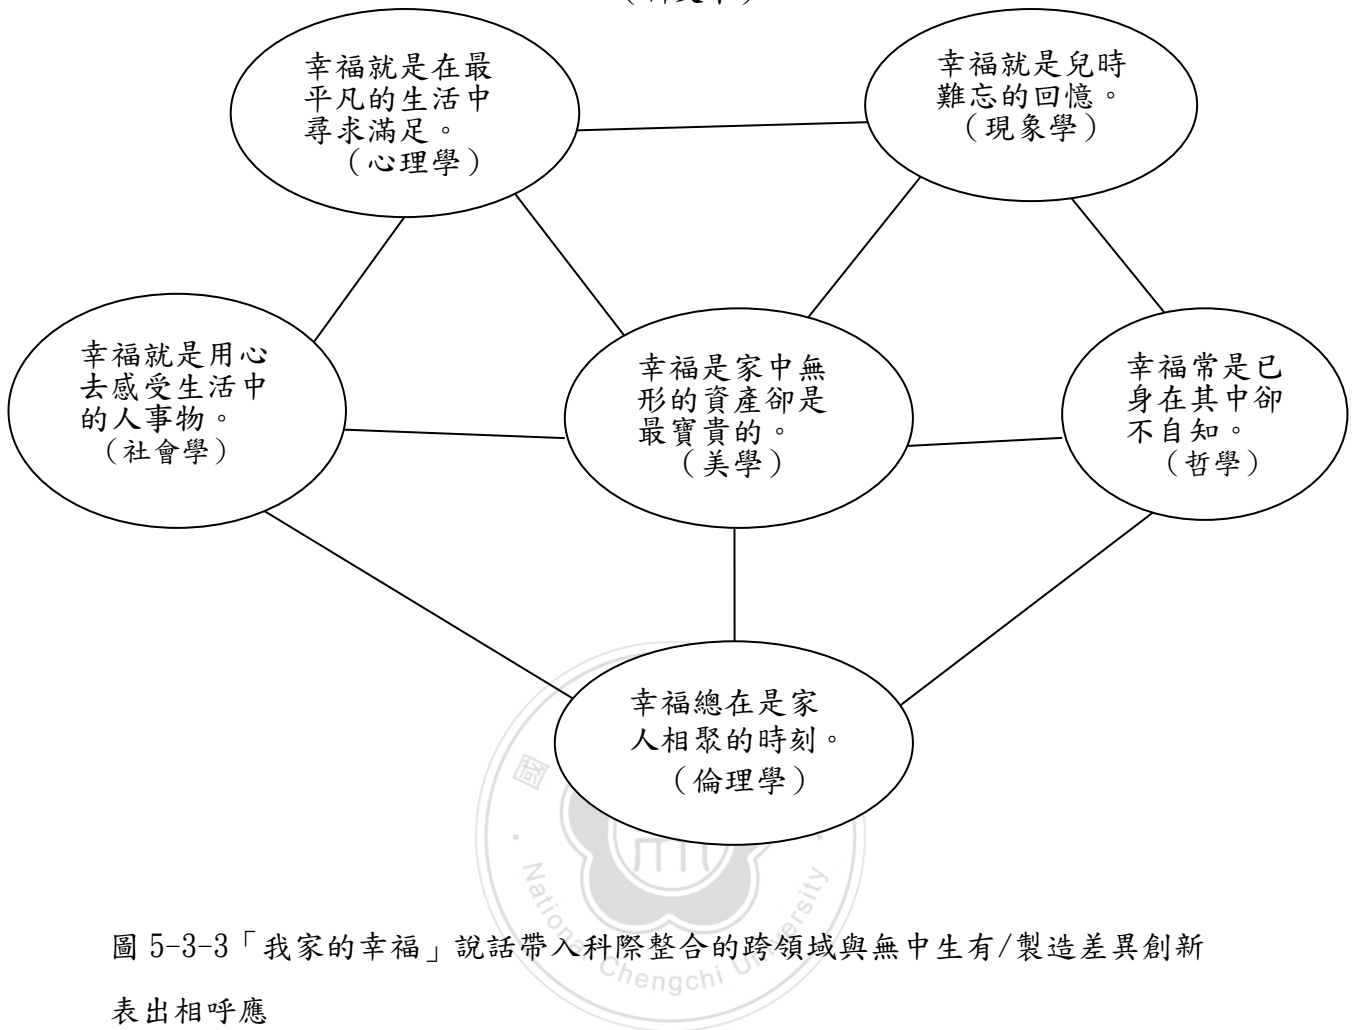 幸福就是在最
平凡的生活中
尋求滿足。
（心理學）
幸福就是兒時
難忘的回憶。
（現象學）
幸福就是用心
去感受生活中
的人事物。
（社會學）
幸福是家中無
形的資產卻是
最寶貴的。
（美學）
幸福常是已
身在其中卻
不自知。
（哲學）
幸福總在是家
人相聚的時刻。
（倫理學）
國
National Chengchi University
圖 5-3-3「我家的幸福」說話帶入科際整合的跨領域與無中生有/製造差異創新
表出相呼應